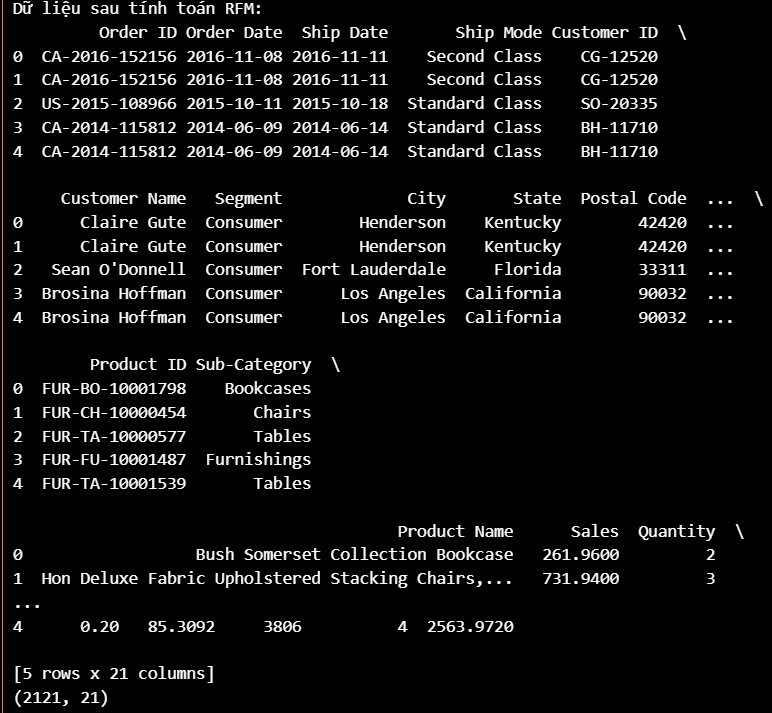 Dữ liệu sau tính toán RFM:
         Order ID Order Date  Ship Date       Ship Mode Customer ID  \
0  CA-2016-152156 2016-11-08 2016-11-11    Second Class    CG-12520
1  CA-2016-152156 2016-11-08 2016-11-11    Second Class    CG-12520
2  US-2015-108966 2015-10-11 2015-10-18  Standard Class    SO-20335
3  CA-2014-115812 2014-06-09 2014-06-14  Standard Class    BH-11710
4  CA-2014-115812 2014-06-09 2014-06-14  Standard Class    BH-11710
     Customer Name   Segment             City       State  Postal Code  ...  \
0      Claire Gute  Consumer        Henderson    Kentucky        42420  ...
1      Claire Gute  Consumer        Henderson    Kentucky        42420  ...
2   Sean O'Donnell  Consumer  Fort Lauderdale     Florida        33311  ...
3  Brosina Hoffman  Consumer      Los Angeles  California        90032  ...
4  Brosina Hoffman  Consumer      Los Angeles  California        90032  ...
        Product ID Sub-Category  \
0  FUR-BO-10001798    Bookcases
1  FUR-CH-10000454       Chairs
2  FUR-TA-10000577       Tables
3  FUR-FU-10001487  Furnishings
4  FUR-TA-10001539       Tables
                                        Product Name     Sales  Quantity  \
0                  Bush Somerset Collection Bookcase  261.9600         2
1  Hon Deluxe Fabric Upholstered Stacking Chairs,...  731.9400         3
...
4      0.20   85.3092     3806          4  2563.9720
[5 rows x 21 columns]
(2121, 21)